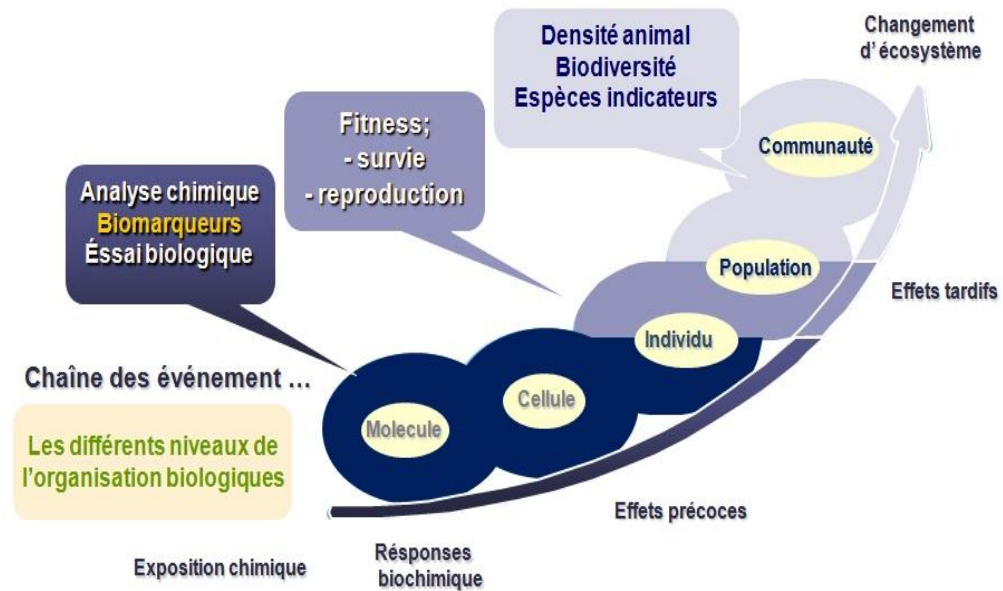 Changement
d’ écosystème
Densité animal
Biodiversité
Espèces indicateurs
Fitness;
- survie
- reproduction
Communauté
Analyse chimique
Biomarqueurs
Éssai biologique
Population
Effets tardifs
Individu
Chaîne des événement ...
Cellule
Molecule
Les différents niveaux de
l’organisation biologiques
Effets précoces
Exposition chimique
Résponses
biochimique